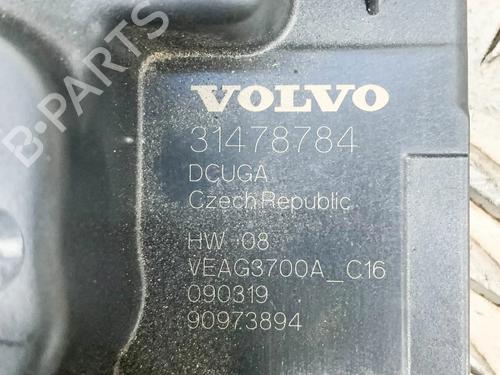 B-PARTS
VOLVO
31478784
DCUGA
Czech Republic
HW 08
VEAG3700A_C16
090319
90973894